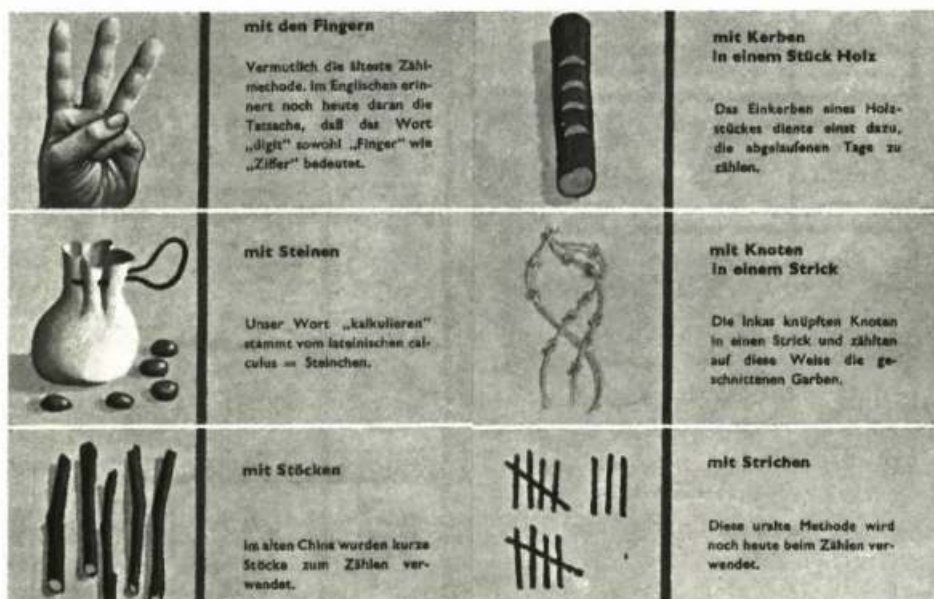 mit den Fingern
Vermutlich die älteste Zähl-
methode. Im Englischen erin-
nert noch heute daran die
Tatsache, daß das Wort
„digit" sowohl „Finger" wie
„Ziffer" bedeutet.
mit Kerben
in einem Stück Holz
Das Einkerben eines Holz-
stückes diente einst dazu,
die abgelaufenen Tage zu
zählen.
mit Steinen
Unser Wort „kalkulieren"
stammt vom lateinischen cal-
culus = Steinchen.
mit Knoten
in einem Strick
Die Inkas knüpften Knoten
in einen Strick und zählten
auf diese Weise die ge-
schnittenen Garben.
mit Stöcken
Im alten China wurden kurze
Stöcke zum Zählen ver-
wendet.
mit Strichen
Diese uralte Methode wird
noch heute beim Zählen ver-
wendet.